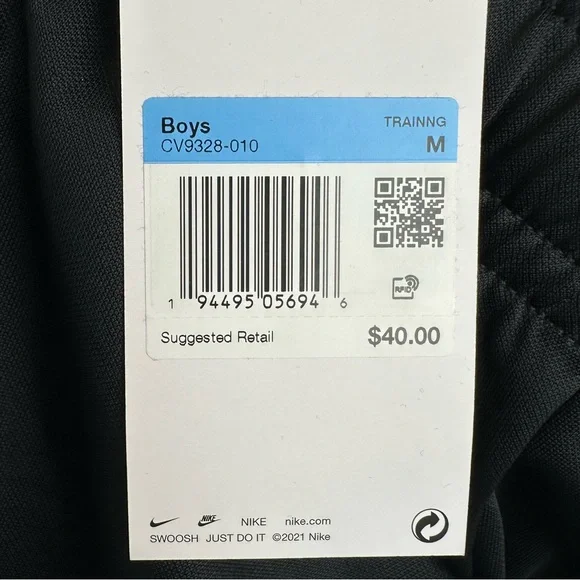 Boys TRAINNG
CV9328-010 M
RFID
1 94495 05694 6
Suggested Retail $40.00
NIKE NIKE nike.com
SWOOSH JUST DO IT ©2021 Nike